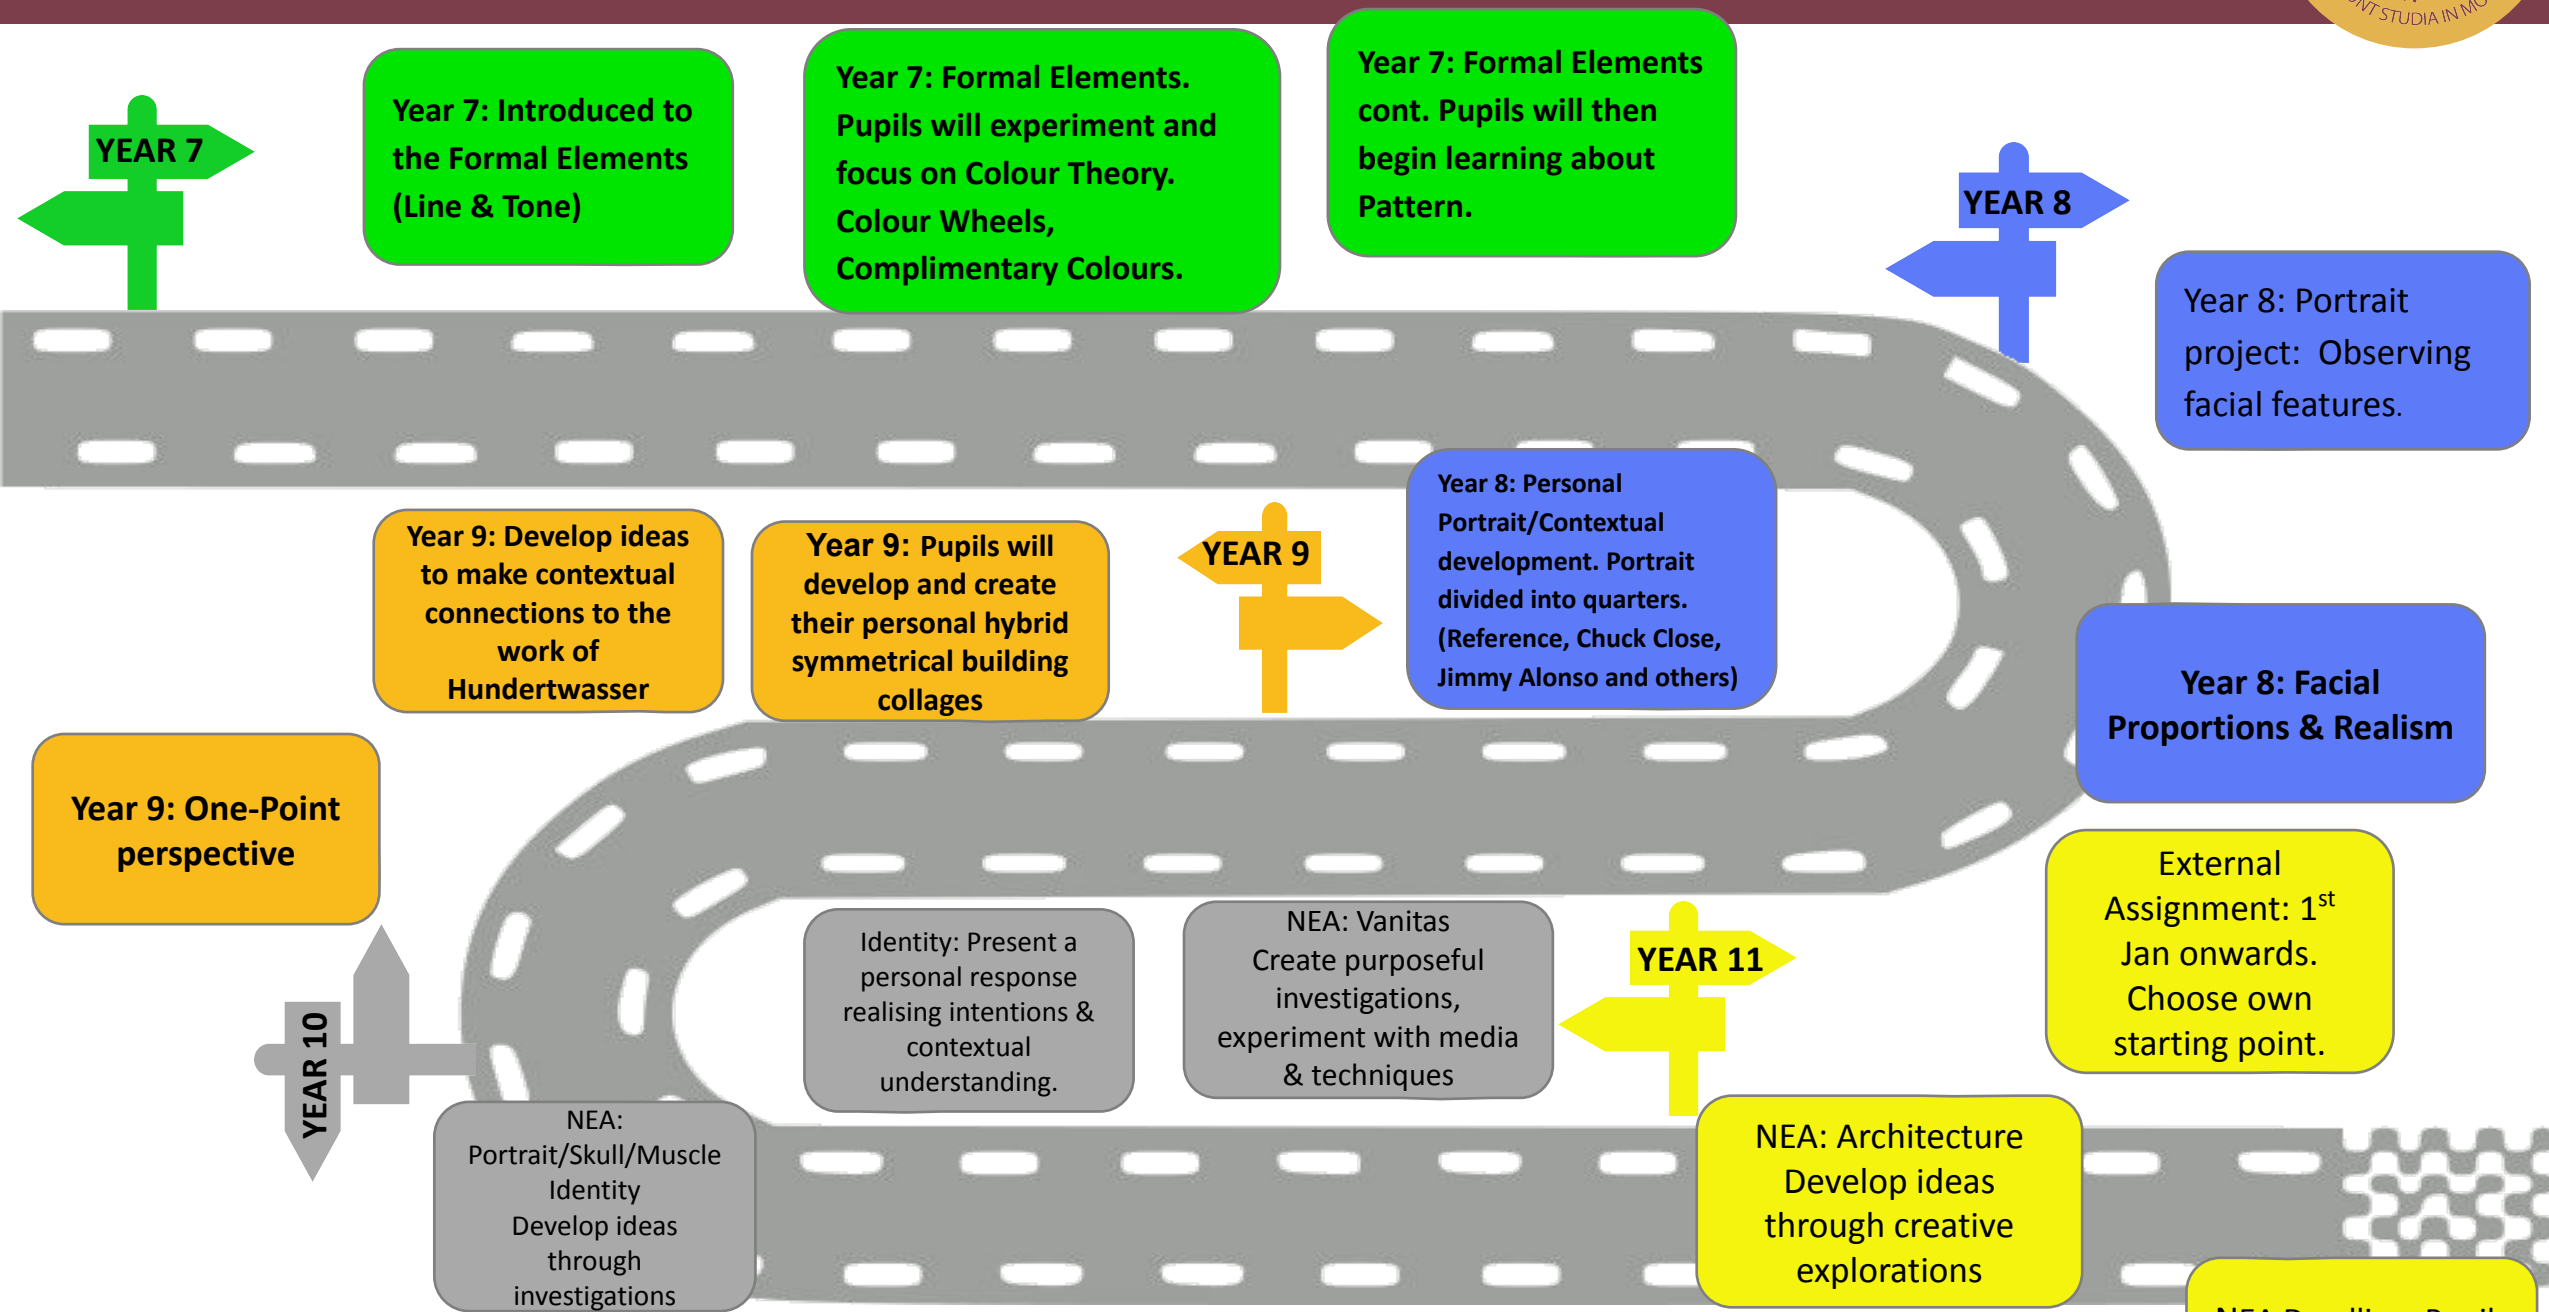 UNT STUDIA IN MO
YEAR 7
Year 7: Introduced to
the Formal Elements
(Line & Tone)
Year 7: Formal Elements.
Pupils will experiment and
focus on Colour Theory.
Colour Wheels,
Complimentary Colours.
Year 7: Formal Elements
cont. Pupils will then
begin learning about
Pattern.
YEAR 8
Year 8: Portrait
project: Observing
facial features.
Year 8: Facial
Proportions & Realism
Year 8: Personal
Portrait/Contextual
development. Portrait
divided into quarters.
(Reference, Chuck Close,
Jimmy Alonso and others)
YEAR 9
Year 9: Pupils will
develop and create
their personal hybrid
symmetrical building
collages
Year 9: Develop ideas
to make contextual
connections to the
work of
Hundertwasser
Year 9: One-Point
perspective
YEAR 10
NEA:
Portrait/Skull/Muscle
Identity
Develop ideas
through
investigations
Identity: Present a
personal response
realising intentions &
contextual
understanding.
NEA: Vanitas
Create purposeful
investigations,
experiment with media
& techniques
YEAR 11
NEA: Architecture
Develop ideas
through creative
explorations
External
Assignment: 1st
Jan onwards.
Choose own
starting point.